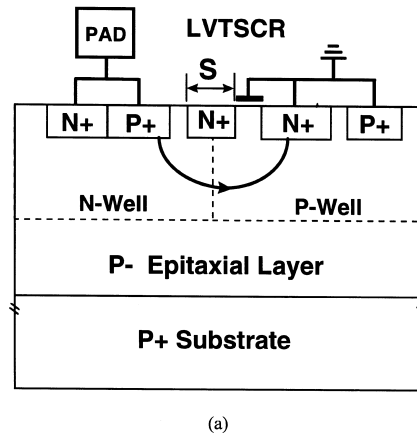 PAD
LVTSCR
S
N+ P+ N+ N+ P+
N-Well P-Well
P- Epitaxial Layer
P+ Substrate
(a)